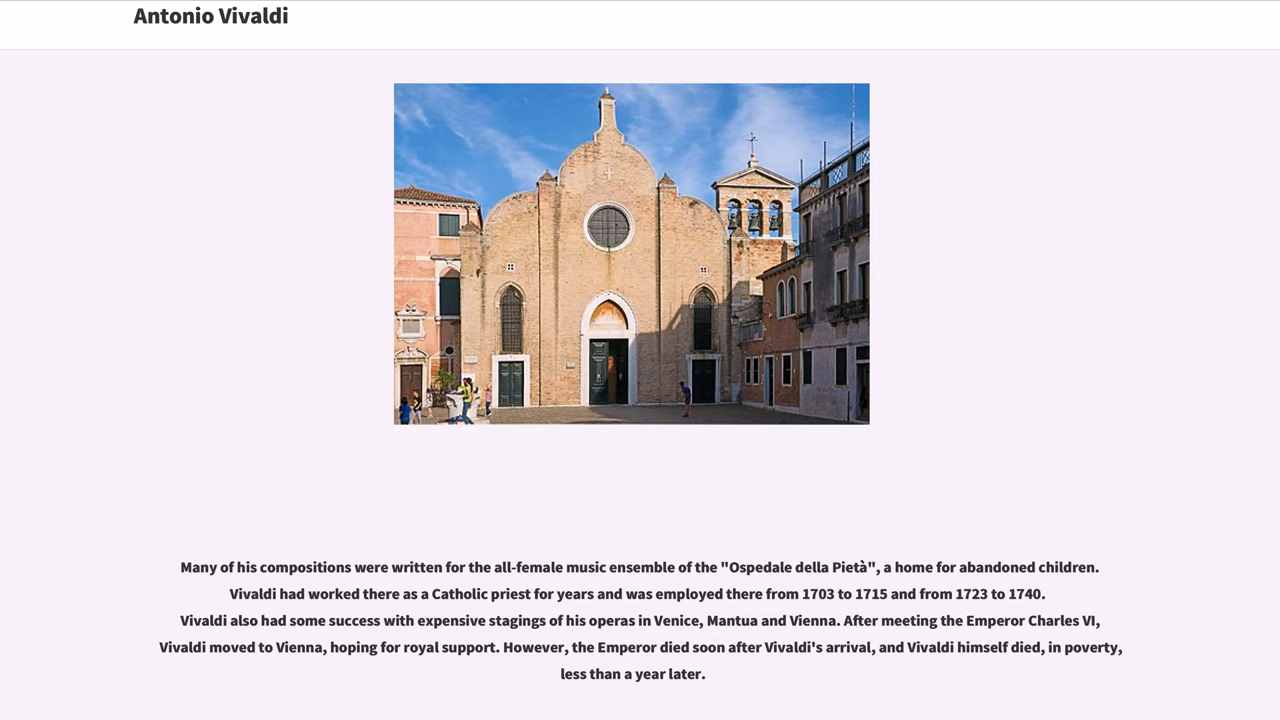 Antonio Vivaldi
Many of his compositions were written for the all-female music ensemble of the "Ospedale della Pietà", a home for abandoned children.
Vivaldi had worked there as a Catholic priest for years and was employed there from 1703 to 1715 and from 1723 to 1740.
Vivaldi also had some success with expensive stagings of his operas in Venice, Mantua and Vienna. After meeting the Emperor Charles VI,
Vivaldi moved to Vienna, hoping for royal support. However, the Emperor died soon after Vivaldi's arrival, and Vivaldi himself died, in poverty,
less than a year later.